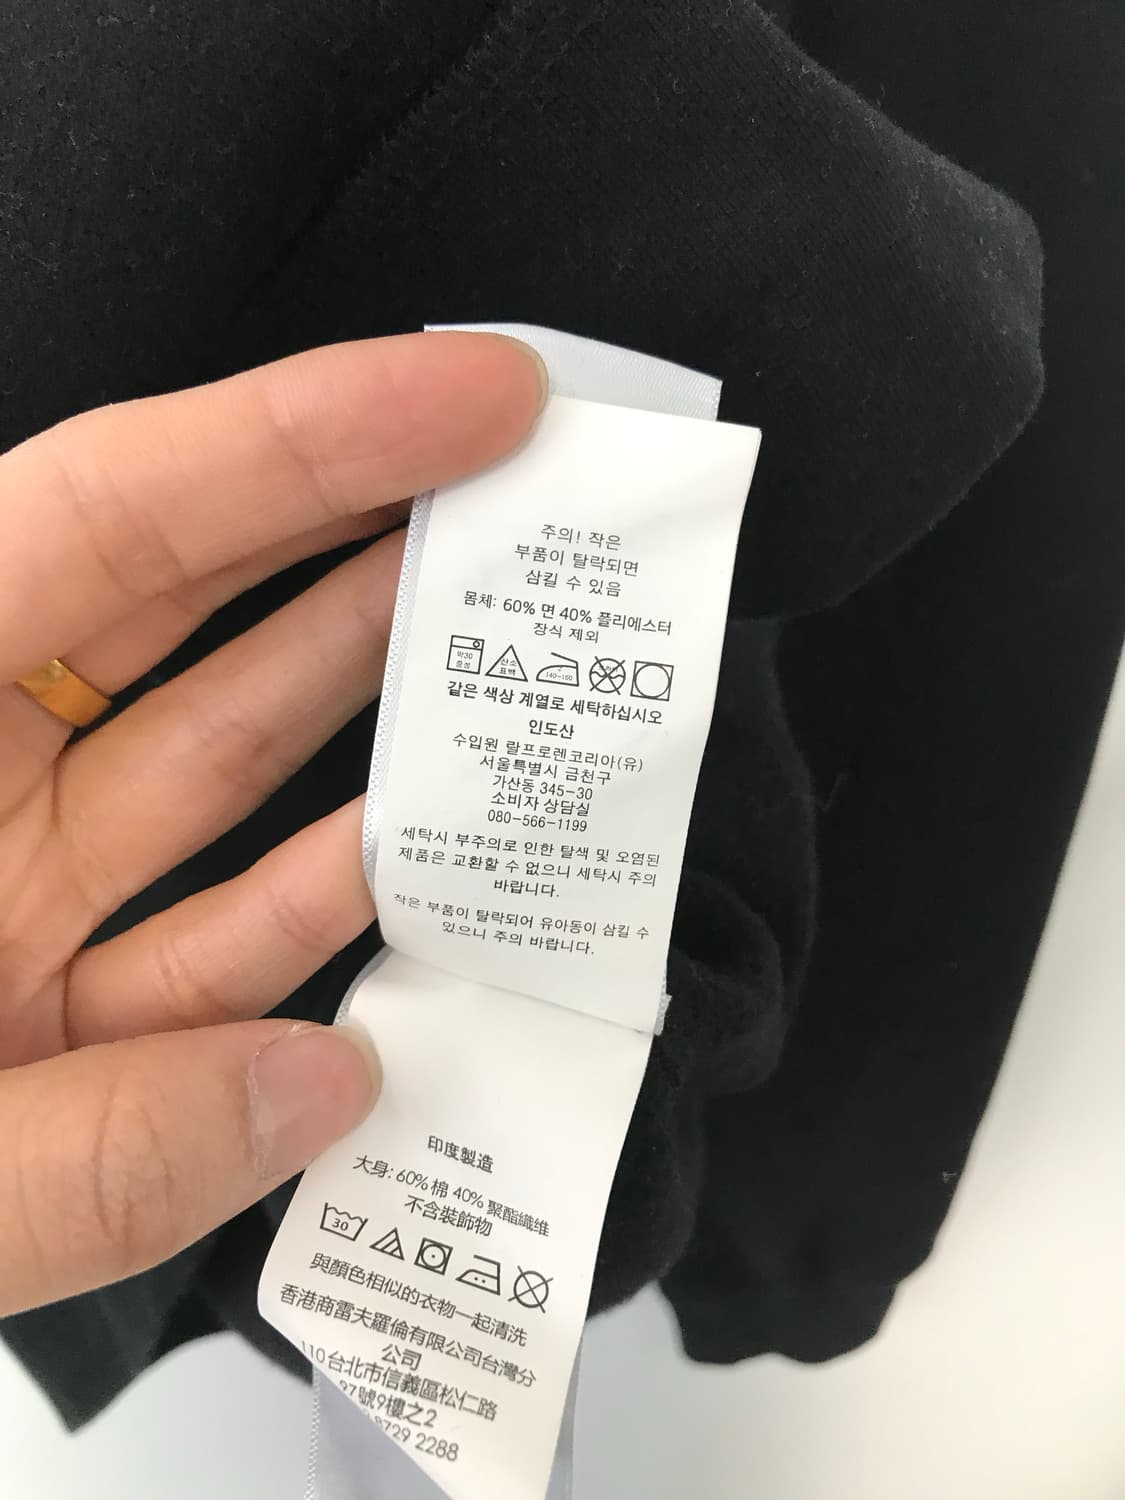 주의! 작은
부품이 탈락되면
삼킬 수 있음
몸체: 60% 면 40% 폴리에스터
장식 제외
약30 중성 산소 표백 140-160
같은 색상 계열로 세탁하십시오
인도산
수입원 랄프로렌코리아(유)
서울특별시 금천구
가산동 345-30
소비자 상담실
080-566-1199
세탁시 부주의로 인한 탈색 및 오염된
제품은 교환할 수 없으니 세탁시 주의
바랍니다.
작은 부품이 탈락되어 유아동이 삼킬 수
있으니 주의 바랍니다.
印度製造
大身: 60% 棉 40% 聚酯織维
不含裝飾物
30
與顏色相似的衣物一起清洗
香港商雷夫羅倫有限公司台灣分
公司
110台北市信義區松仁路
97號9樓之2
8729 2288